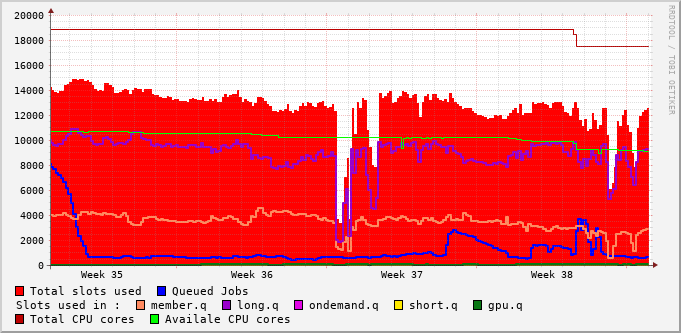 20000
18000
16000
14000
12000
10000
8000
6000
4000
2000
0
Week 35 Week 36 Week 37 Week 38
RRDTOOL / TOBI OETIKER
Total slots used Queued Jobs
Slots used in : member.q long.q ondemand.q short.q gpu.q
Total CPU cores Availale CPU cores